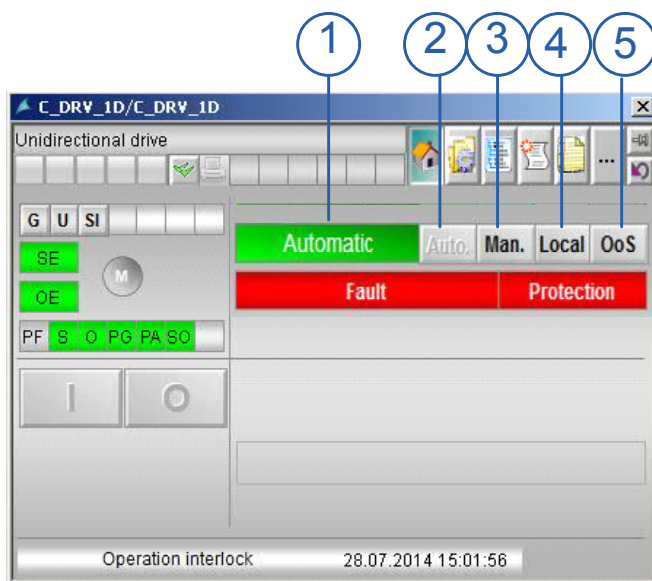 1 2 3 4 5
C_DRV_1D/C_DRV_1D
Unidirectional drive
...
G U SI
Automatic Auto. Man. Local OoS
SE
M
Fault Protection
OE
PF S O PG PA SO
I O
Operation interlock 28.07.2014 15:01:56